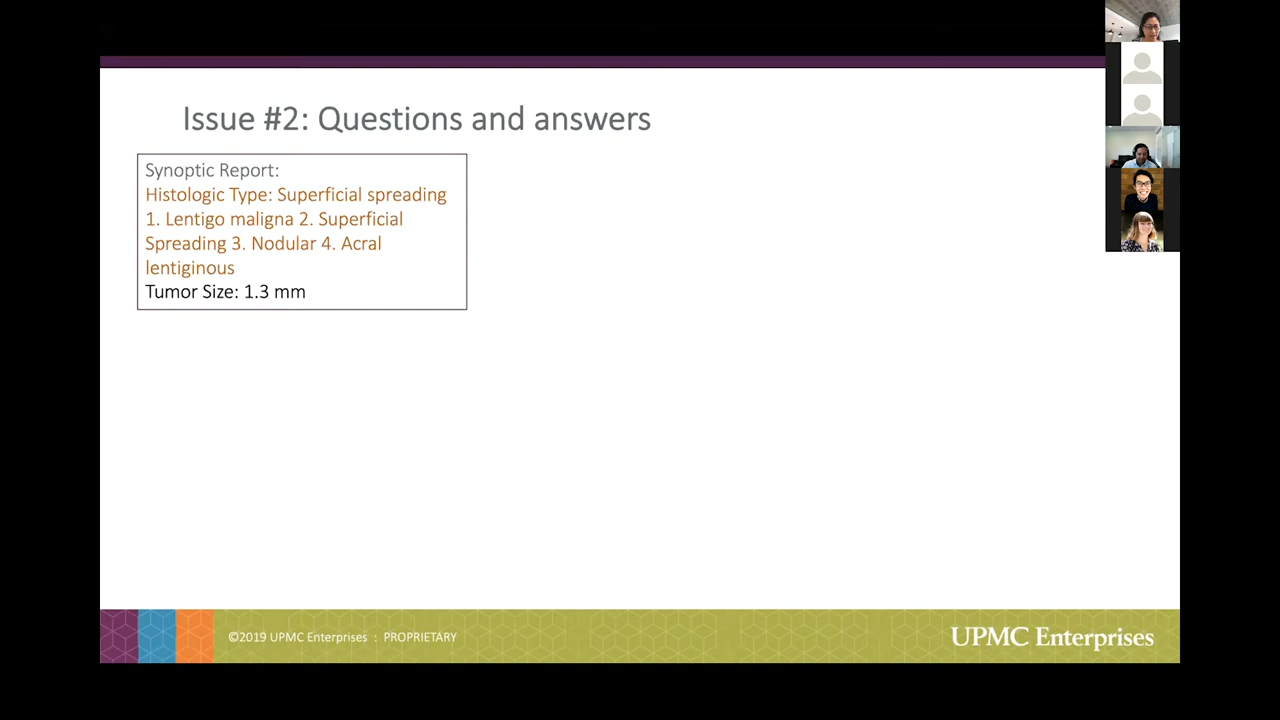 Issue #2: Questions and answers
Synoptic Report:
Histologic Type: Superficial spreading
1. Lentigo maligna 2. Superficial
Spreading 3. Nodular 4. Acral
lentiginous
Tumor Size: 1.3 mm
©2019 UPMC Enterprises : PROPRIETARY
UPMC Enterprises